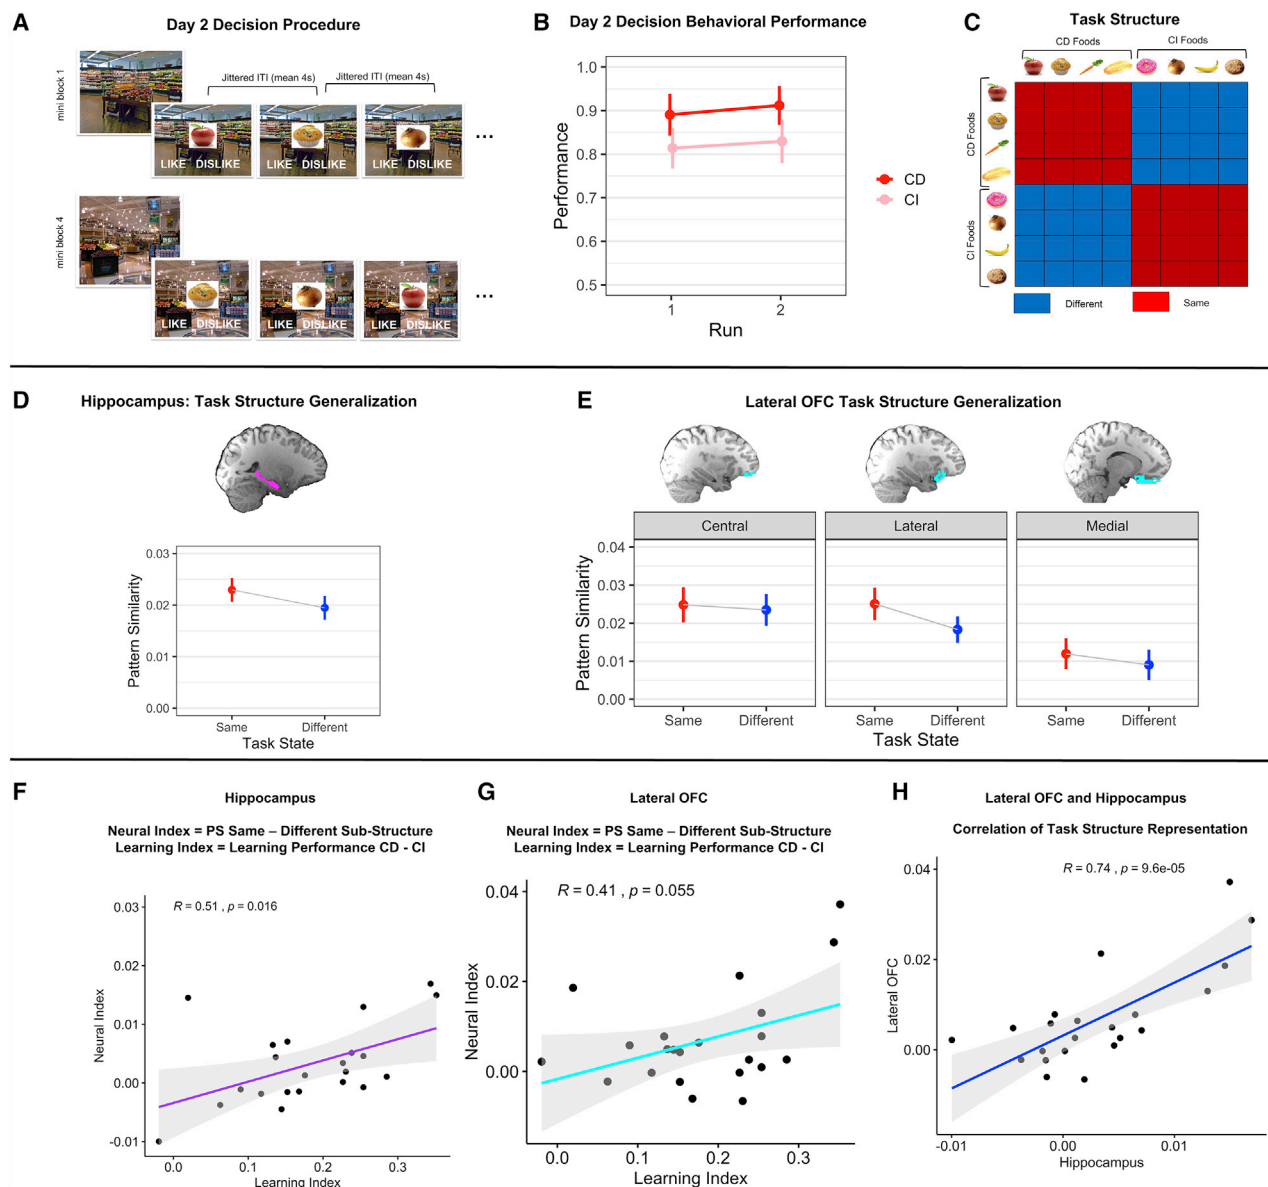 A
Day 2 Decision Procedure
mini block 1
Jittered ITI (mean 4s)
Jittered ITI (mean 4s)
LIKE DISLIKE
LIKE DISLIKE
LIKE DISLIKE
...
mini block 4
LIKE DISLIKE
LIKE DISLIKE
LIKE DISLIKE
...
B
Day 2 Decision Behavioral Performance
Performance
1.0
0.9
0.8
0.7
0.6
0.5
1
2
Run
CD
CI
C
Task Structure
CD Foods
CI Foods
CD Foods
CI Foods
Different
Same
D
Hippocampus: Task Structure Generalization
Pattern Similarity
0.03
0.02
0.01
0.00
Same
Different
Task State
E
Lateral OFC Task Structure Generalization
Central
Lateral
Medial
Pattern Similarity
0.04
0.03
0.02
0.01
0.00
Same
Different
Same
Different
Same
Different
Task State
F
Hippocampus
Neural Index = PS Same – Different Sub-Structure
Learning Index = Learning Performance CD - CI
R = 0.51 , p = 0.016
Neural Index
0.03
0.02
0.01
0.00
-0.01
0.0
0.1
0.2
0.3
Learning Index
G
Lateral OFC
Neural Index = PS Same – Different Sub-Structure
Learning Index = Learning Performance CD - CI
R = 0.41 , p = 0.055
Neural Index
0.04
0.02
0.00
0.0
0.1
0.2
0.3
Learning Index
H
Lateral OFC and Hippocampus
Correlation of Task Structure Representation
R = 0.74 , p = 9.6e-05
Lateral OFC
0.04
0.02
0.00
-0.01
0.00
0.01
Hippocampus